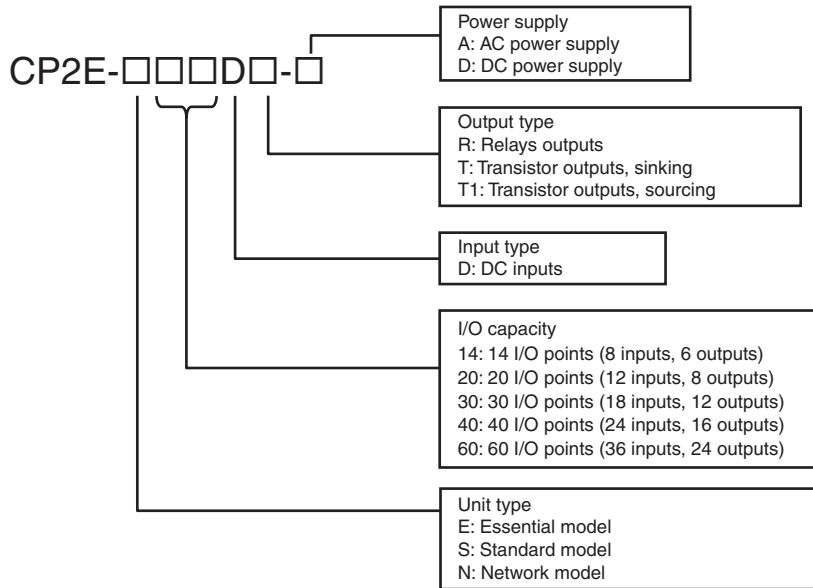 CP2E-□□□D□-□
Power supply
A: AC power supply
D: DC power supply
Output type
R: Relays outputs
T: Transistor outputs, sinking
T1: Transistor outputs, sourcing
Input type
D: DC inputs
I/O capacity
14: 14 I/O points (8 inputs, 6 outputs)
20: 20 I/O points (12 inputs, 8 outputs)
30: 30 I/O points (18 inputs, 12 outputs)
40: 40 I/O points (24 inputs, 16 outputs)
60: 60 I/O points (36 inputs, 24 outputs)
Unit type
E: Essential model
S: Standard model
N: Network model